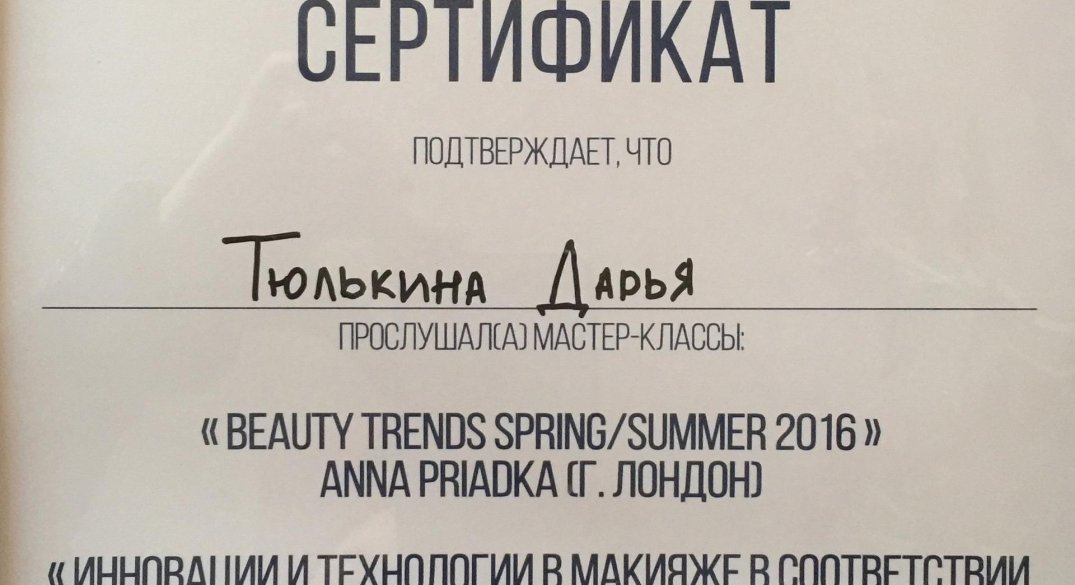 СЕРТИФИКАТ
ПОДТВЕРЖДАЕТ, ЧТО
Тюлькина Дарья
ПРОСЛУШАЛ(А) МАСТЕР-КЛАССЫ:
« BEAUTY TRENDS SPRING/SUMMER 2016 »
ANNA PRIADKA (Г. ЛОНДОН)
« ИННОВАЦИИ И ТЕХНОЛОГИИ В МАКИЯЖЕ В СООТВЕТСТВИИ